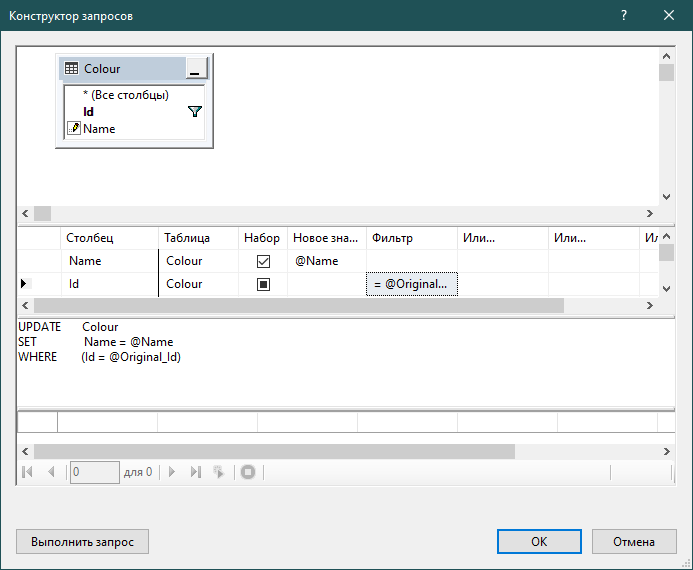 Конструктор запросов
Colour
* (Все столбцы)
Id
Name
Столбец Таблица Набор Новое зна... Фильтр Или... Или... Ил
Name Colour @Name
Id Colour = @Original...
UPDATE Colour
SET Name = @Name
WHERE (Id = @Original_Id)
0 для 0
Выполнить запрос OK Отмена